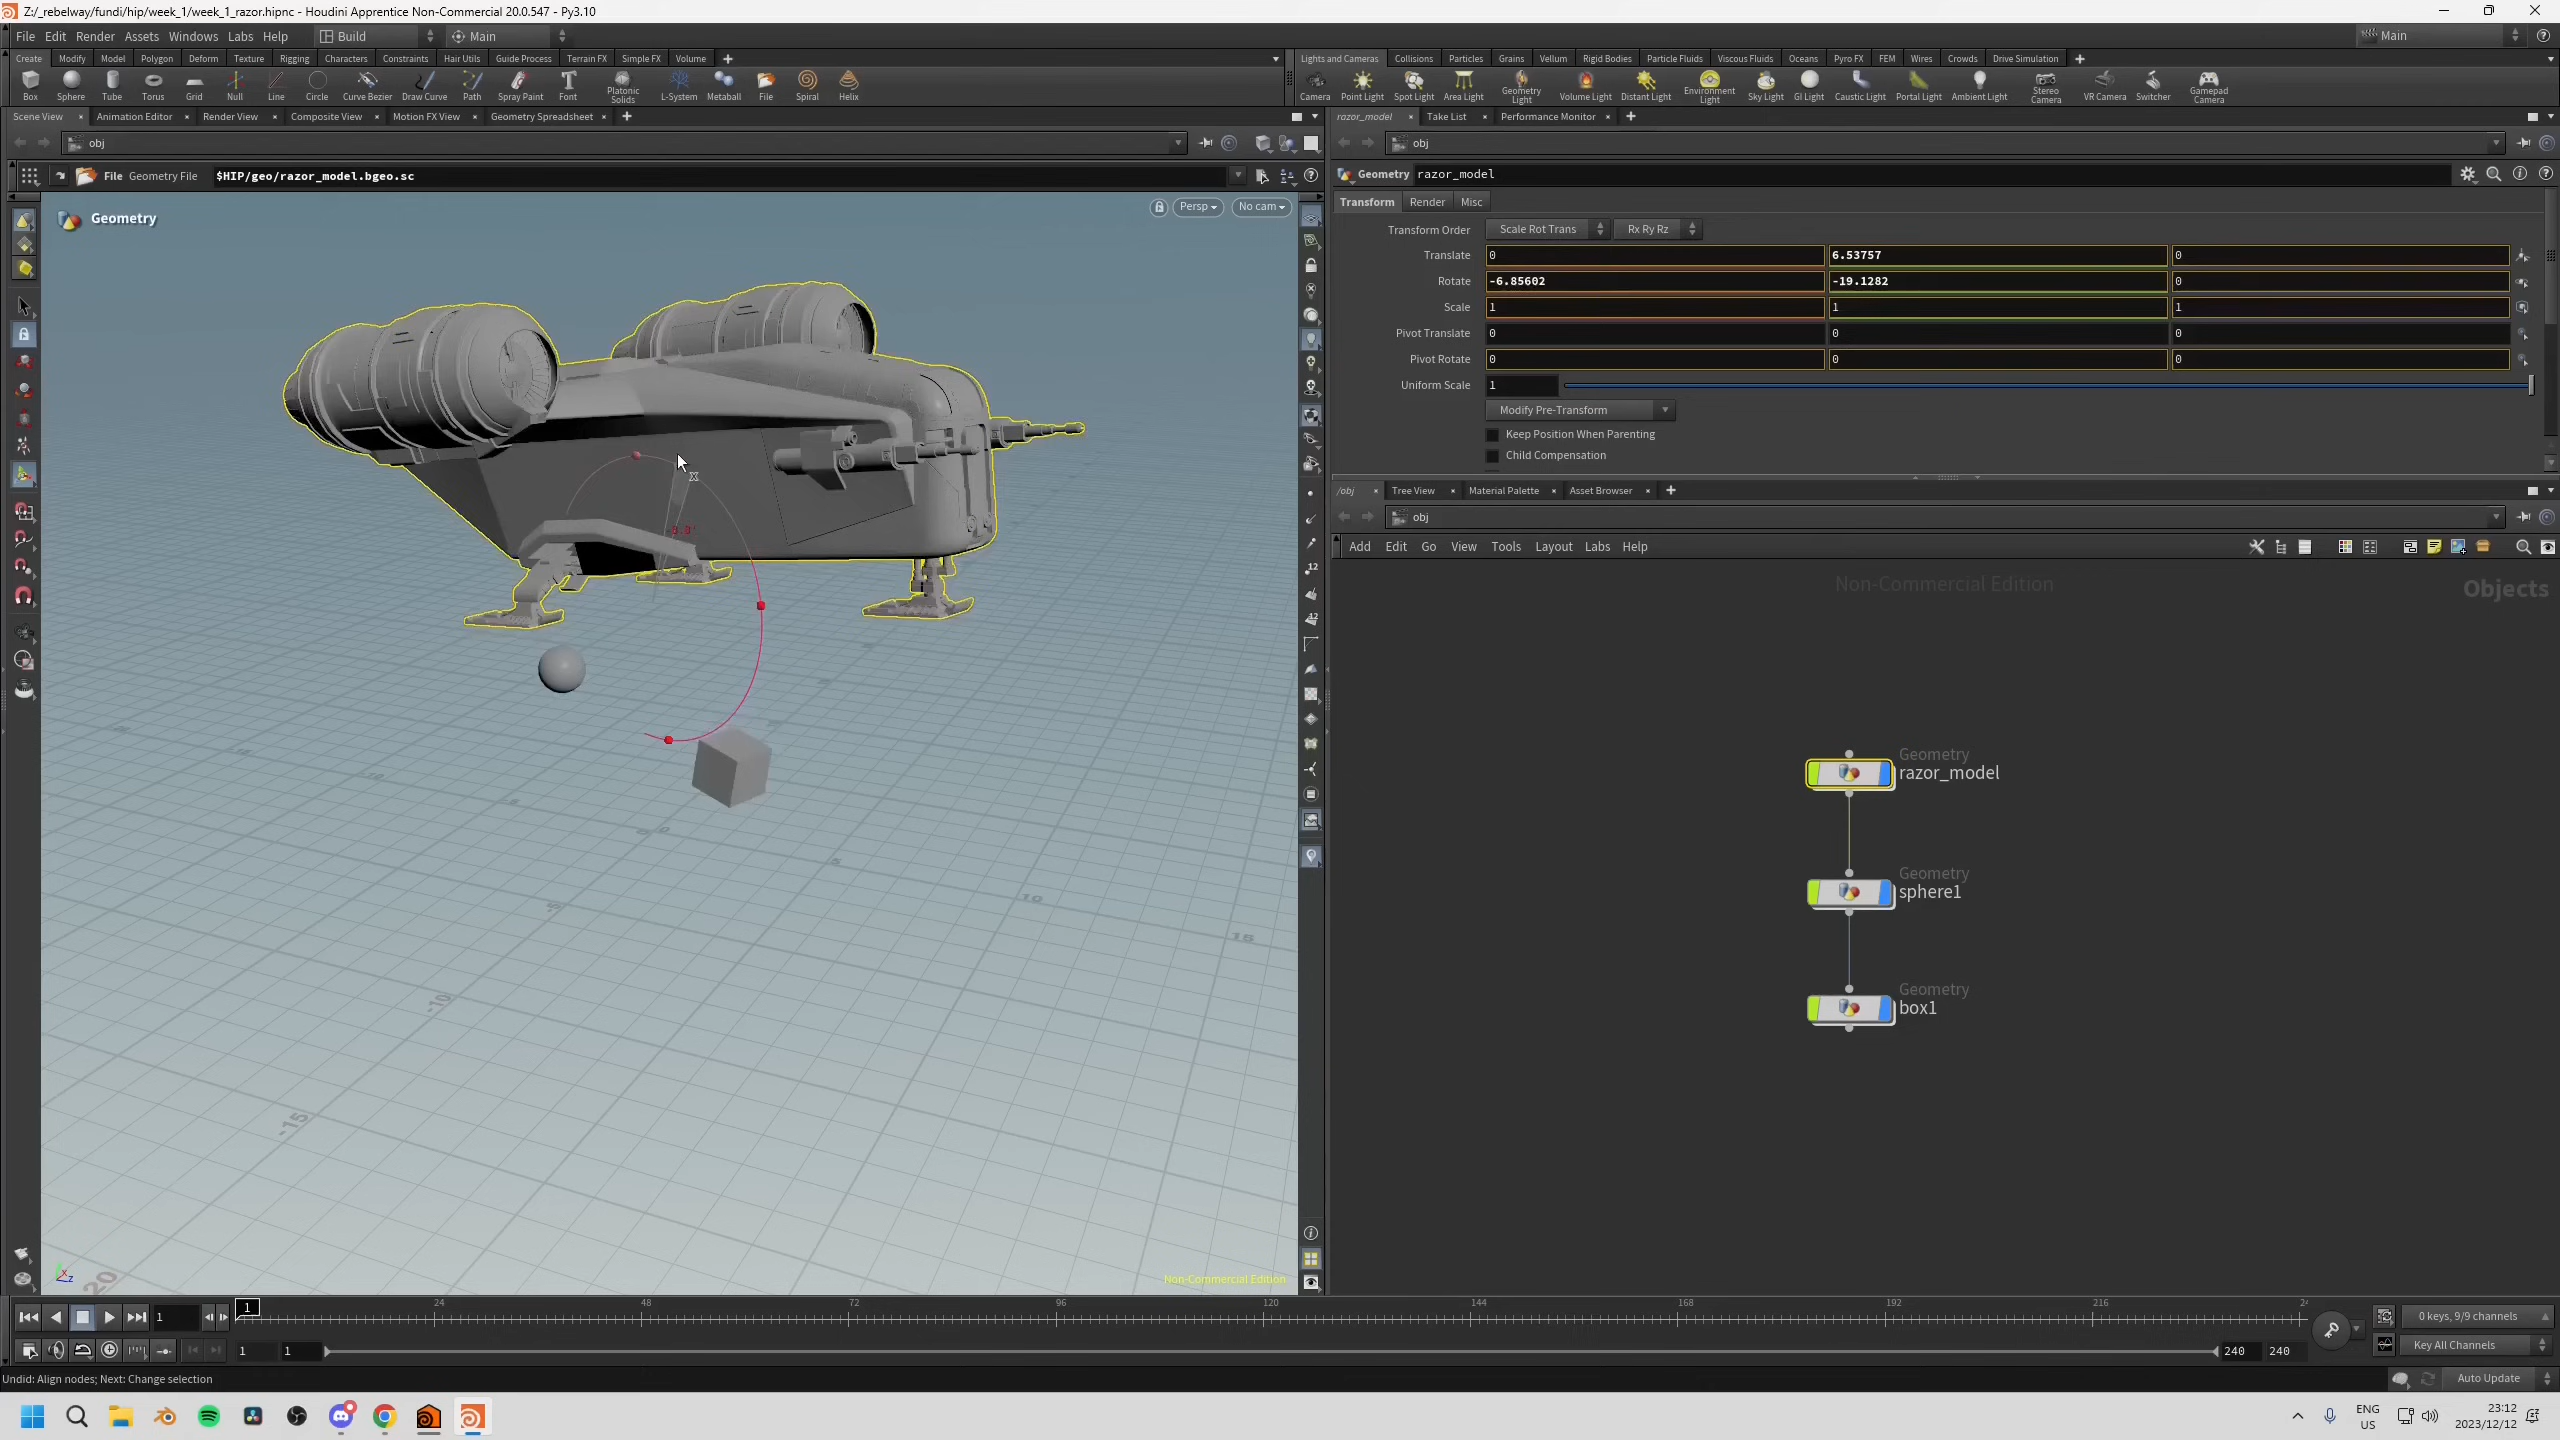 Z:/_rebelway/fundi/hip/week_1/week_1_razor.hipnc - Houdini Apprentice Non-Commercial 20.0.547 - Py3.10
File Edit Render Assets Windows Labs Help Build Main Main
Create Modify Model Polygon Deform Texture Rigging Characters Constraints Hair Utils Guide Process Terrain FX Simple FX Volume
Lights and Cameras Collisions Particles Grains Vellum Rigid Bodies Particle Fluids Viscous Fluids Oceans Pyro FX FEM Wires Crowds Drive Simulation
Box Sphere Tube Torus Grid Null Line Circle Curve Bezier Draw Curve Path Spray Paint Font Platonic Solids L-System Metaball File Spiral Helix
Camera Point Light Spot Light Area Light Geometry Light Volume Light Distant Light Environment Light Sky Light GI Light Caustic Light Portal Light Ambient Light Stereo Camera VR Camera Switcher Gamepad Camera
Scene View Animation Editor Render View Composite View Motion FX View Geometry Spreadsheet
razor_model Take List Performance Monitor
obj
obj
File Geometry File $HIP/geo/razor_model.bgeo.sc
Geometry razor_model
Geometry
Persp No cam
Transform Render Misc
Transform Order Scale Rot Trans Rx Ry Rz
Translate 0 6.53757 0
Rotate -6.85602 -19.1282 0
Scale 1 1 1
Pivot Translate 0 0 0
Pivot Rotate 0 0 0
Uniform Scale 1
Modify Pre-Transform
Keep Position When Parenting
Child Compensation
/obj Tree View Material Palette Asset Browser
obj
Add Edit Go View Tools Layout Labs Help
Non-Commercial Edition
Objects
Geometry
razor_model
Geometry
sphere1
Geometry
box1
X
5
10
15
-5
-10
-15
-20
Non-Commercial Edition
1
1 24 48 72 96 120 144 168 192 216
0 keys, 9/9 channels
1 1 240 240
Key All Channels
Undid: Align nodes; Next: Change selection
Auto Update
ENG
US
23:12
2023/12/12